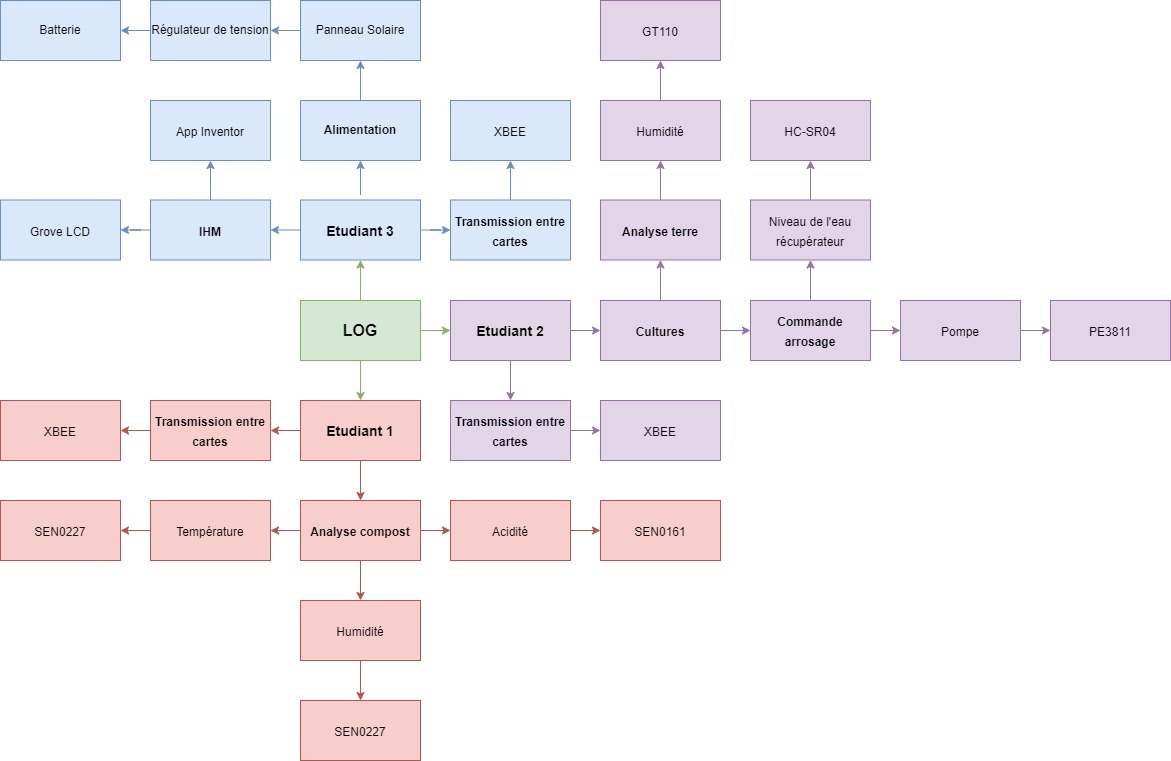 Batterie
Régulateur de tension
Panneau Solaire
GT110
App Inventor
Alimentation
XBEE
Humidité
HC-SR04
Grove LCD
IHM
Etudiant 3
Transmission entre
cartes
Analyse terre
Niveau de l'eau
récupérateur
LOG
Etudiant 2
Cultures
Commande
arrosage
Pompe
PE3811
XBEE
Transmission entre
cartes
Etudiant 1
Transmission entre
cartes
XBEE
SEN0227
Température
Analyse compost
Acidité
SEN0161
Humidité
SEN0227